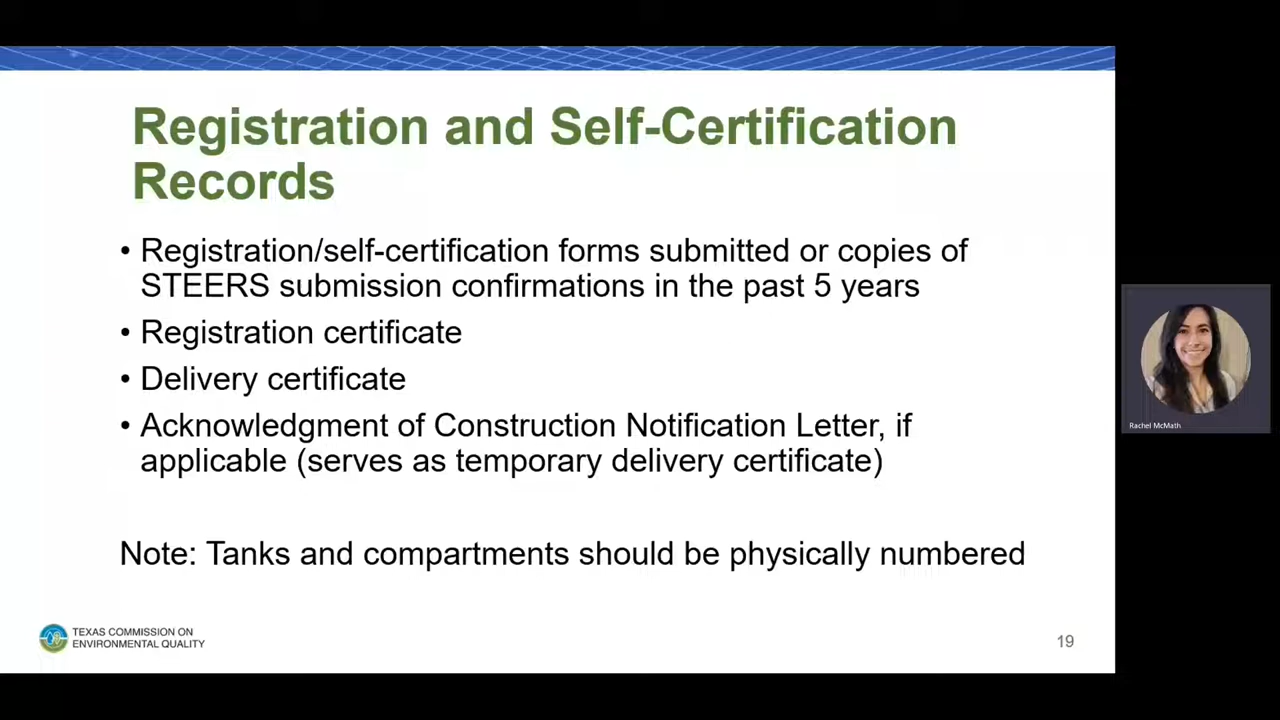 Registration and Self-Certification
Records
• Registration/self-certification forms submitted or copies of
STEERS submission confirmations in the past 5 years
• Registration certificate
• Delivery certificate
• Acknowledgment of Construction Notification Letter, if
applicable (serves as temporary delivery certificate)
Note: Tanks and compartments should be physically numbered
TEXAS COMMISSION ON
ENVIRONMENTAL QUALITY
19
Rachel McMath